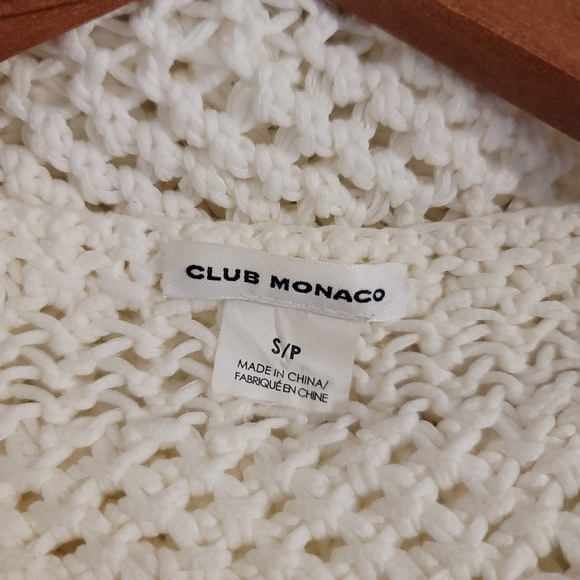 CLUB MONACO
S/P
MADE IN CHINA/
FABRIQUÉ EN CHINE